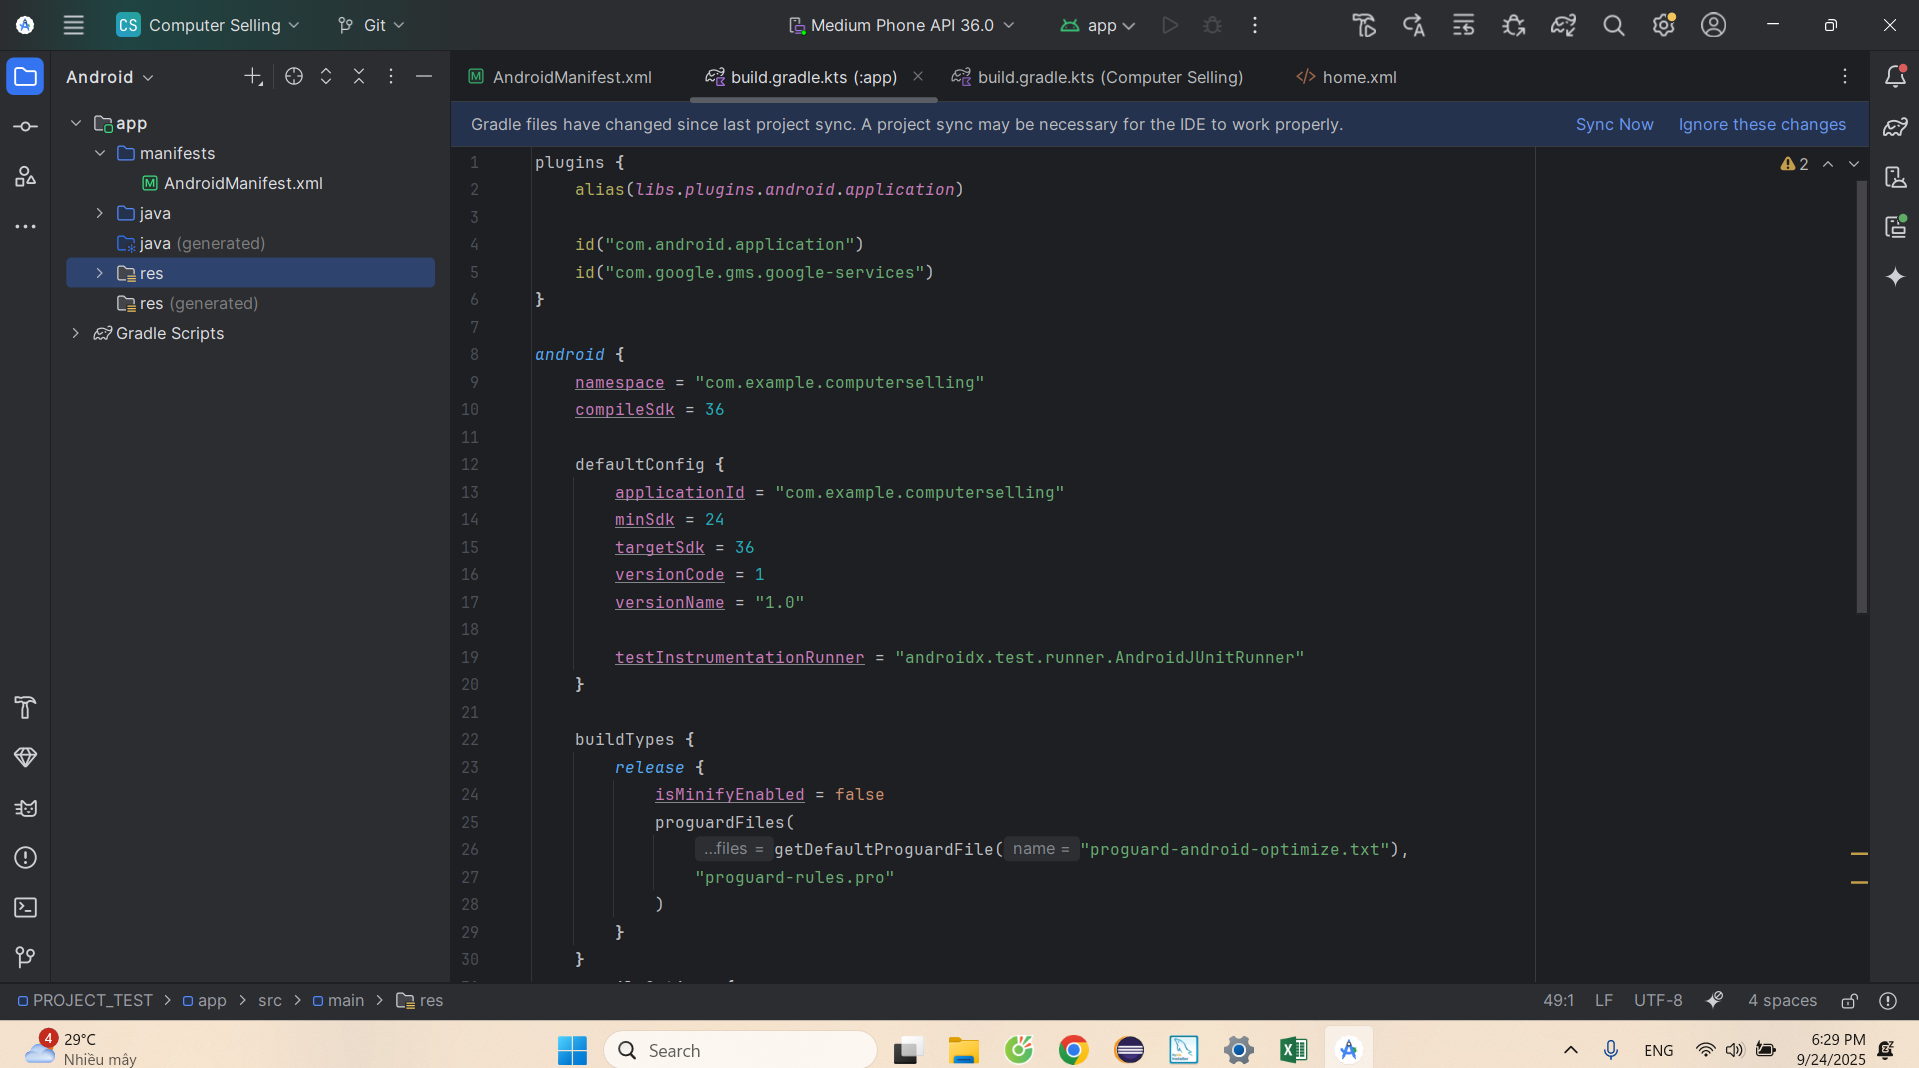 CS Computer Selling
Git
Medium Phone API 36.0
app
Android
AndroidManifest.xml
build.gradle.kts (:app)
build.gradle.kts (Computer Selling)
home.xml
Gradle files have changed since last project sync. A project sync may be necessary for the IDE to work properly.
Sync Now
Ignore these changes
app
manifests
AndroidManifest.xml
java
java (generated)
res
res (generated)
Gradle Scripts
2
1 plugins {
2 alias(libs.plugins.android.application)
3
4 id("com.android.application")
5 id("com.google.gms.google-services")
6 }
7
8 android {
9 namespace = "com.example.computerselling"
10 compileSdk = 36
11
12 defaultConfig {
13 applicationId = "com.example.computerselling"
14 minSdk = 24
15 targetSdk = 36
16 versionCode = 1
17 versionName = "1.0"
18
19 testInstrumentationRunner = "androidx.test.runner.AndroidJUnitRunner"
20 }
21
22 buildTypes {
23 release {
24 isMinifyEnabled = false
25 proguardFiles(
26 ...files = getDefaultProguardFile( name = "proguard-android-optimize.txt"),
27 "proguard-rules.pro"
28 )
29 }
30 }
PROJECT_TEST > app > src > main > res
49:1
LF
UTF-8
4 spaces
4
29°C
Nhiều mây
Search
ENG
6:29 PM
9/24/2025